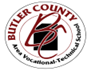 BUTLER COUNTY
Area Vocational-Technical School